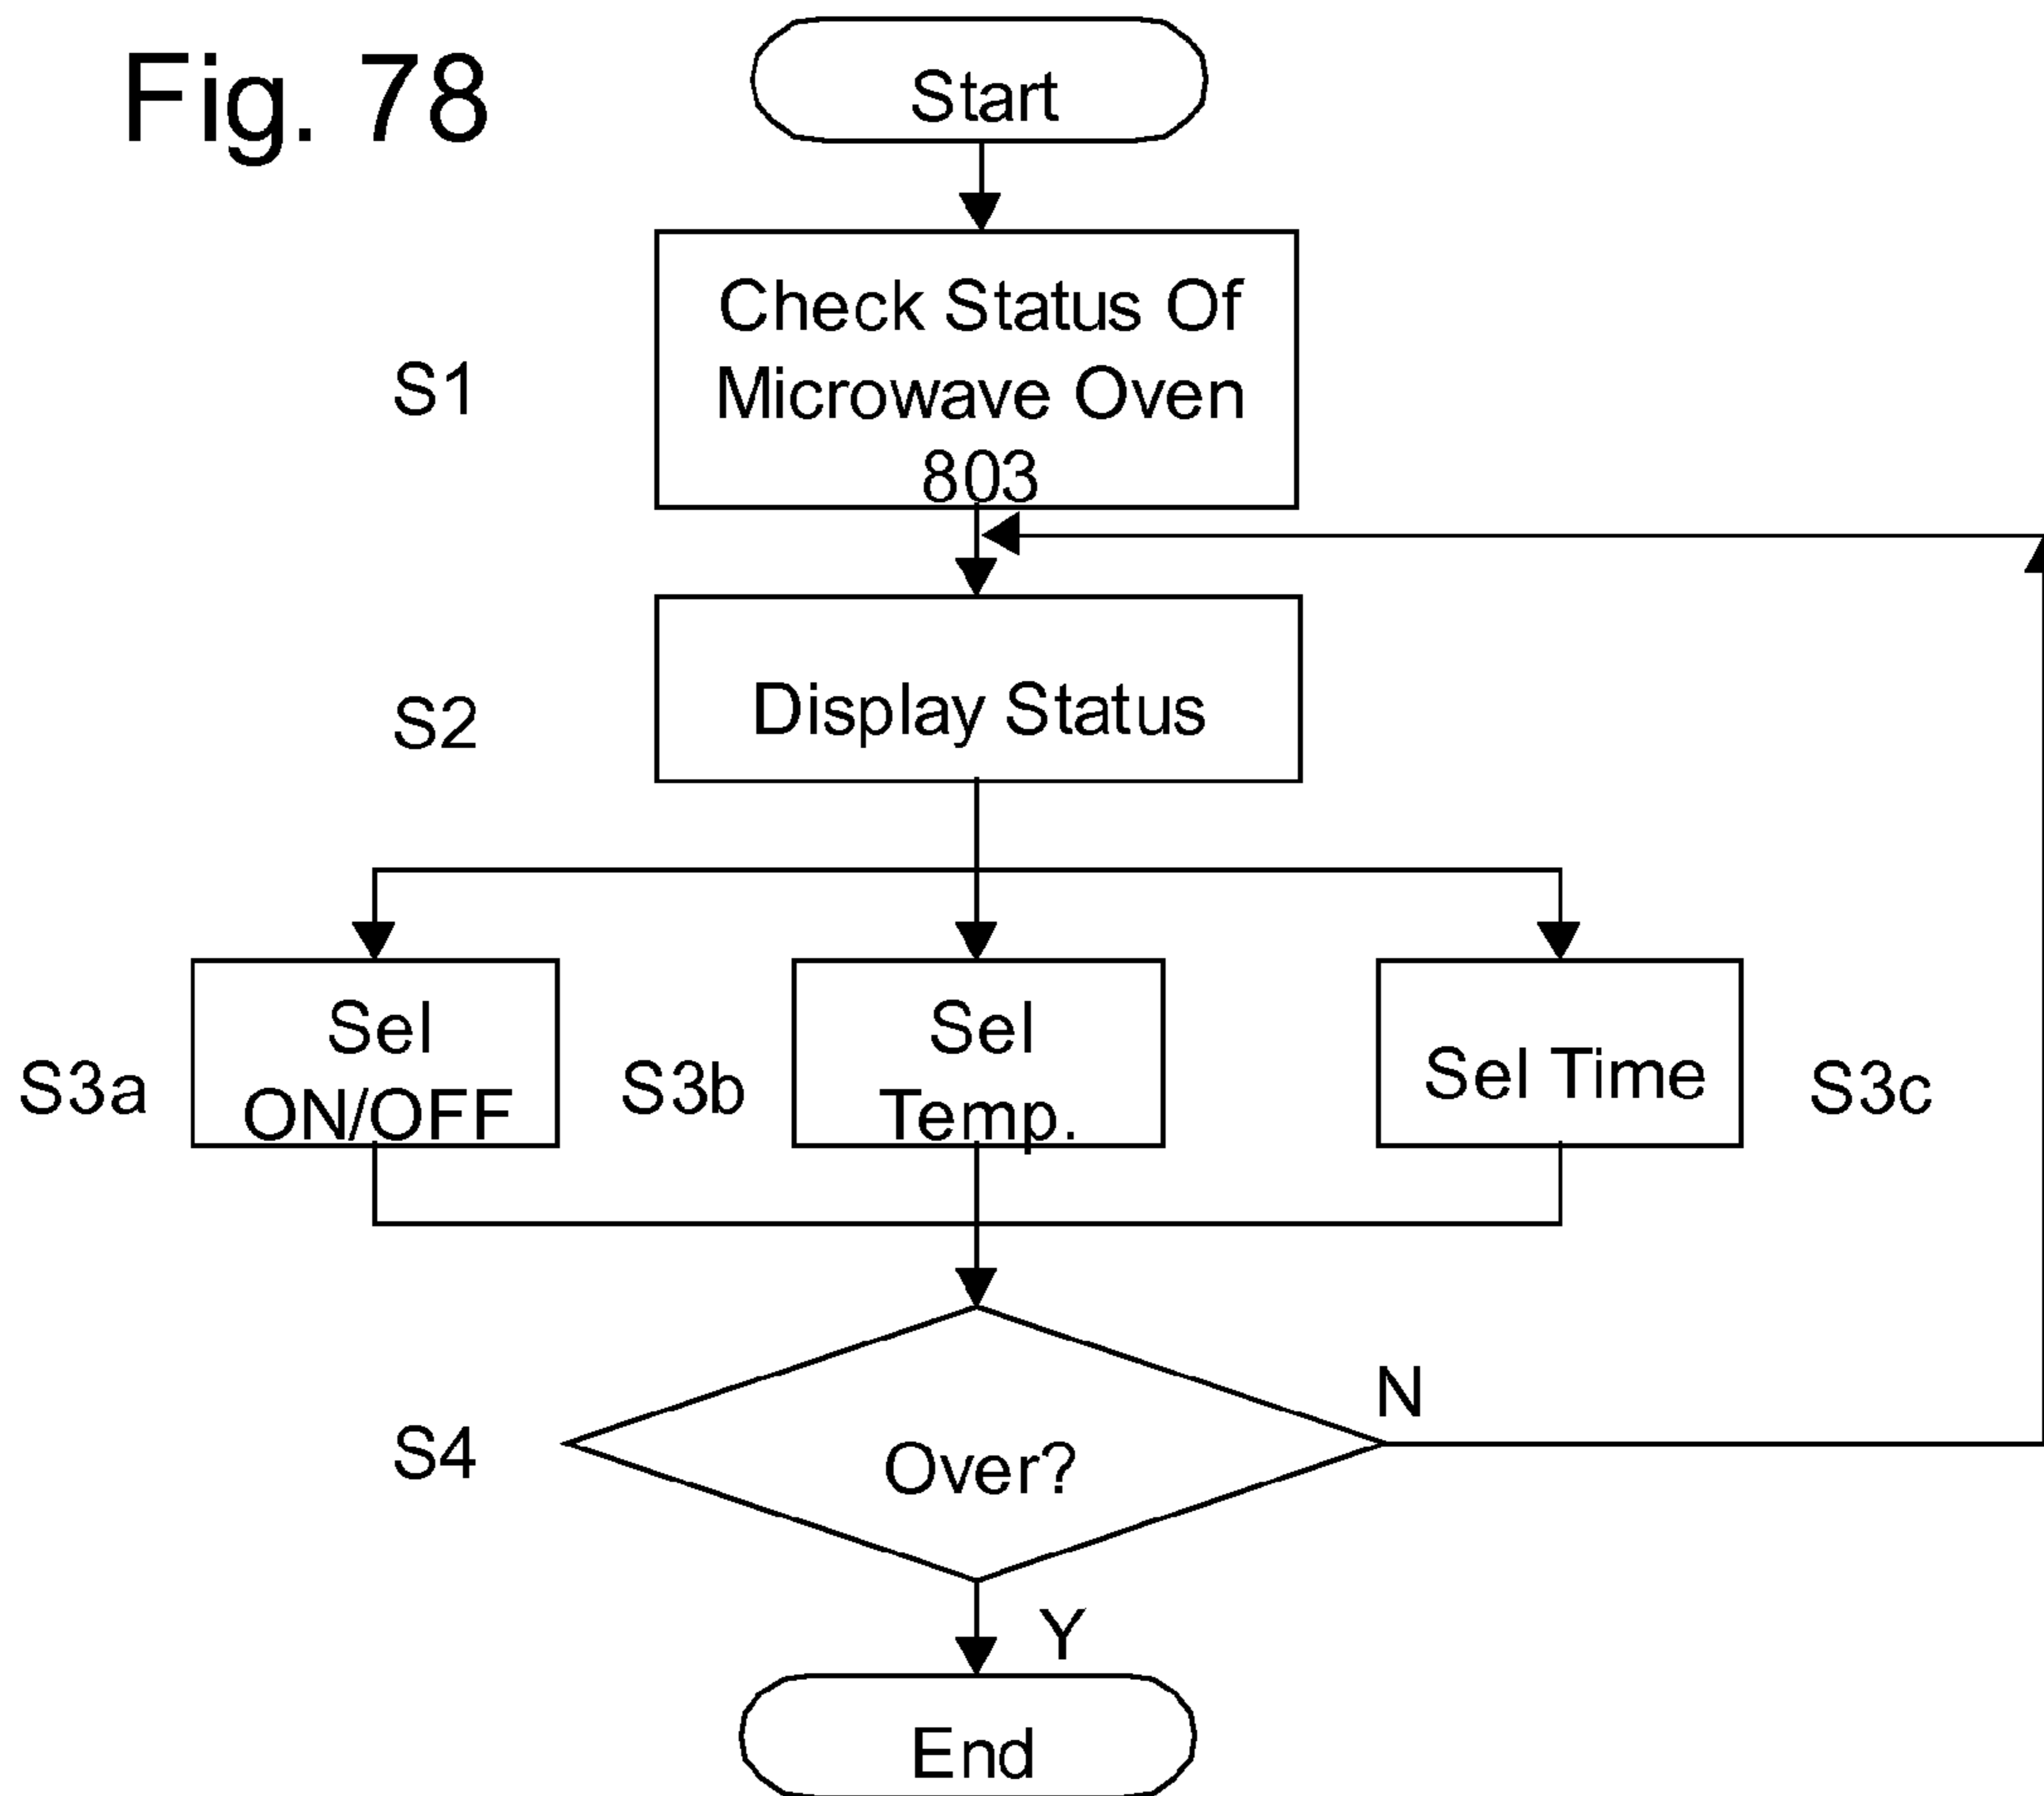 Fig. 78
Start
S1
Check Status Of
Microwave Oven
803
S2
Display Status
S3a
Sel
ON/OFF
S3b
Sel
Temp.
Sel Time
S3c
S4
Over?
N
Y
End